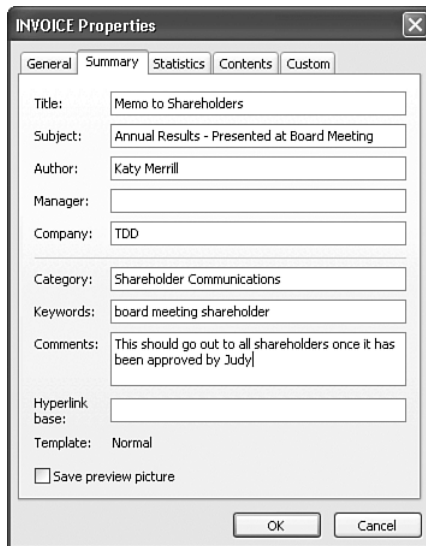 INVOICE Properties
General Summary Statistics Contents Custom
Title: Memo to Shareholders
Subject: Annual Results - Presented at Board Meeting
Author: Katy Merrill
Manager:
Company: TDD
Category: Shareholder Communications
Keywords: board meeting shareholder
Comments: This should go out to all shareholders once it has
been approved by Judy
Hyperlink
base:
Template: Normal
Save preview picture
OK Cancel